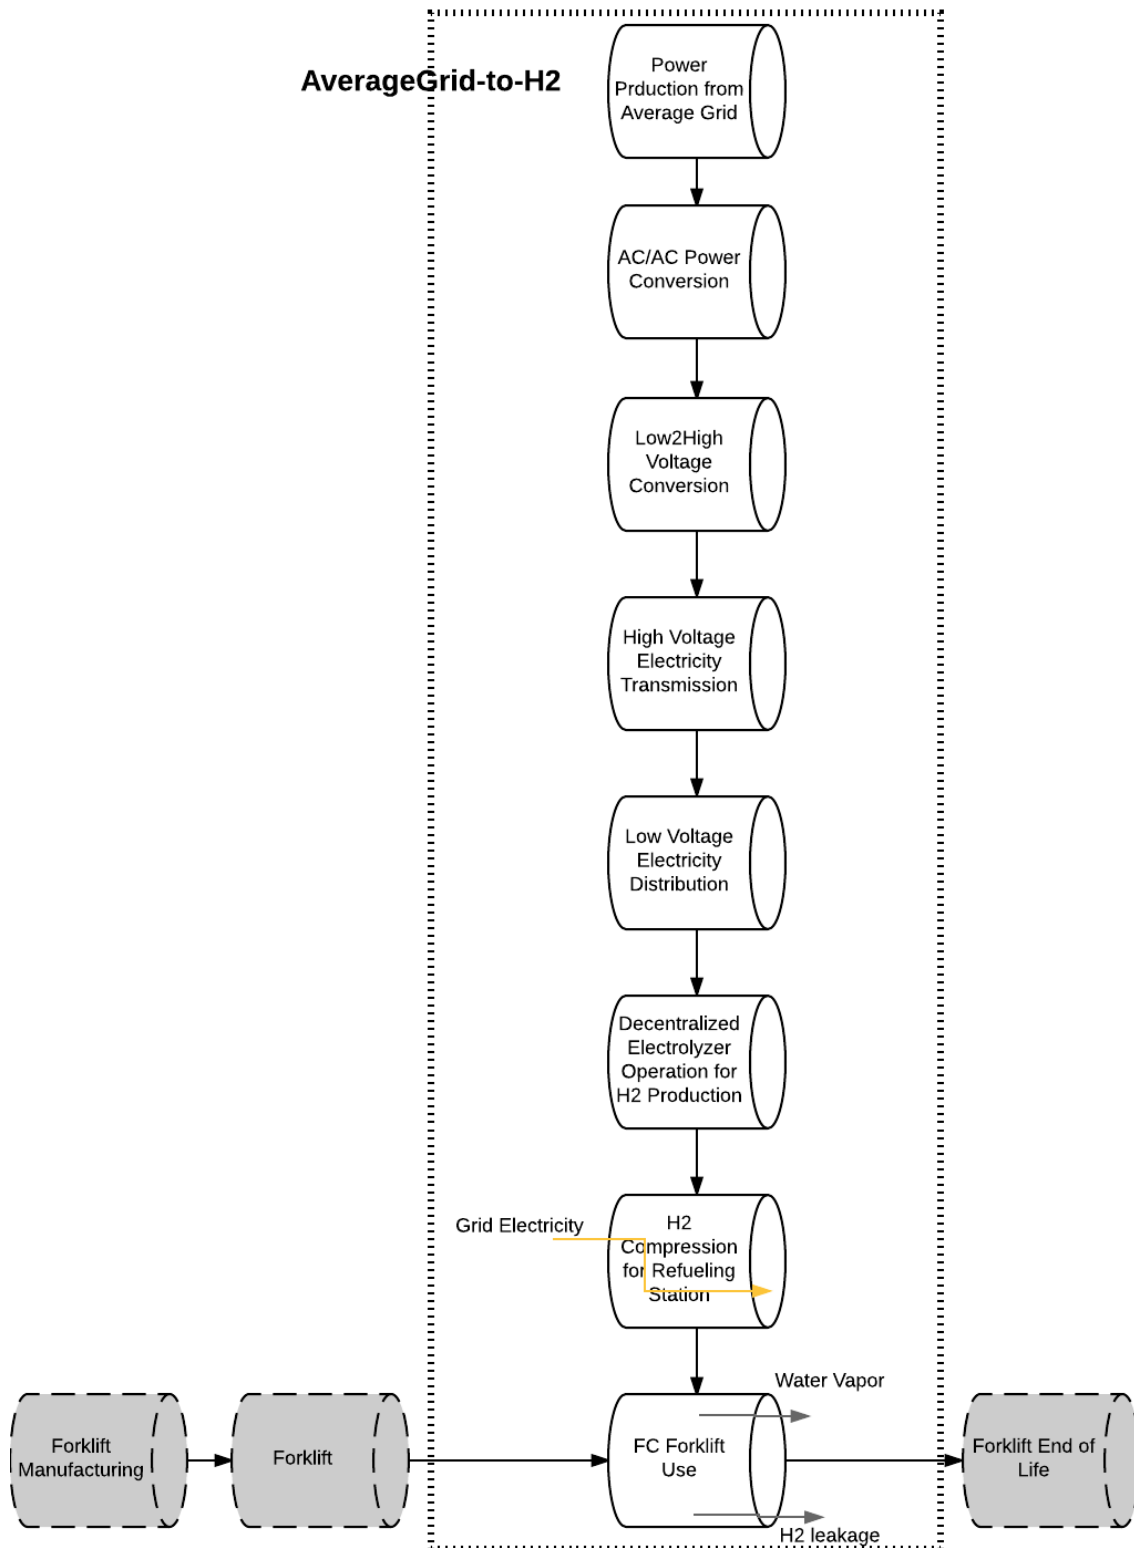 AverageGrid-to-H2
Power
Prduction from
Average Grid
AC/AC Power
Conversion
Low2High
Voltage
Conversion
High Voltage
Electricity
Transmission
Low Voltage
Electricity
Distribution
Decentralized
Electrolyzer
Operation for
H2 Production
Grid Electricity
H2
Compression
for Refueling
Station
Water Vapor
Forklift
Manufacturing
Forklift
FC Forklift
Use
Forklift End of
Life
H2 leakage